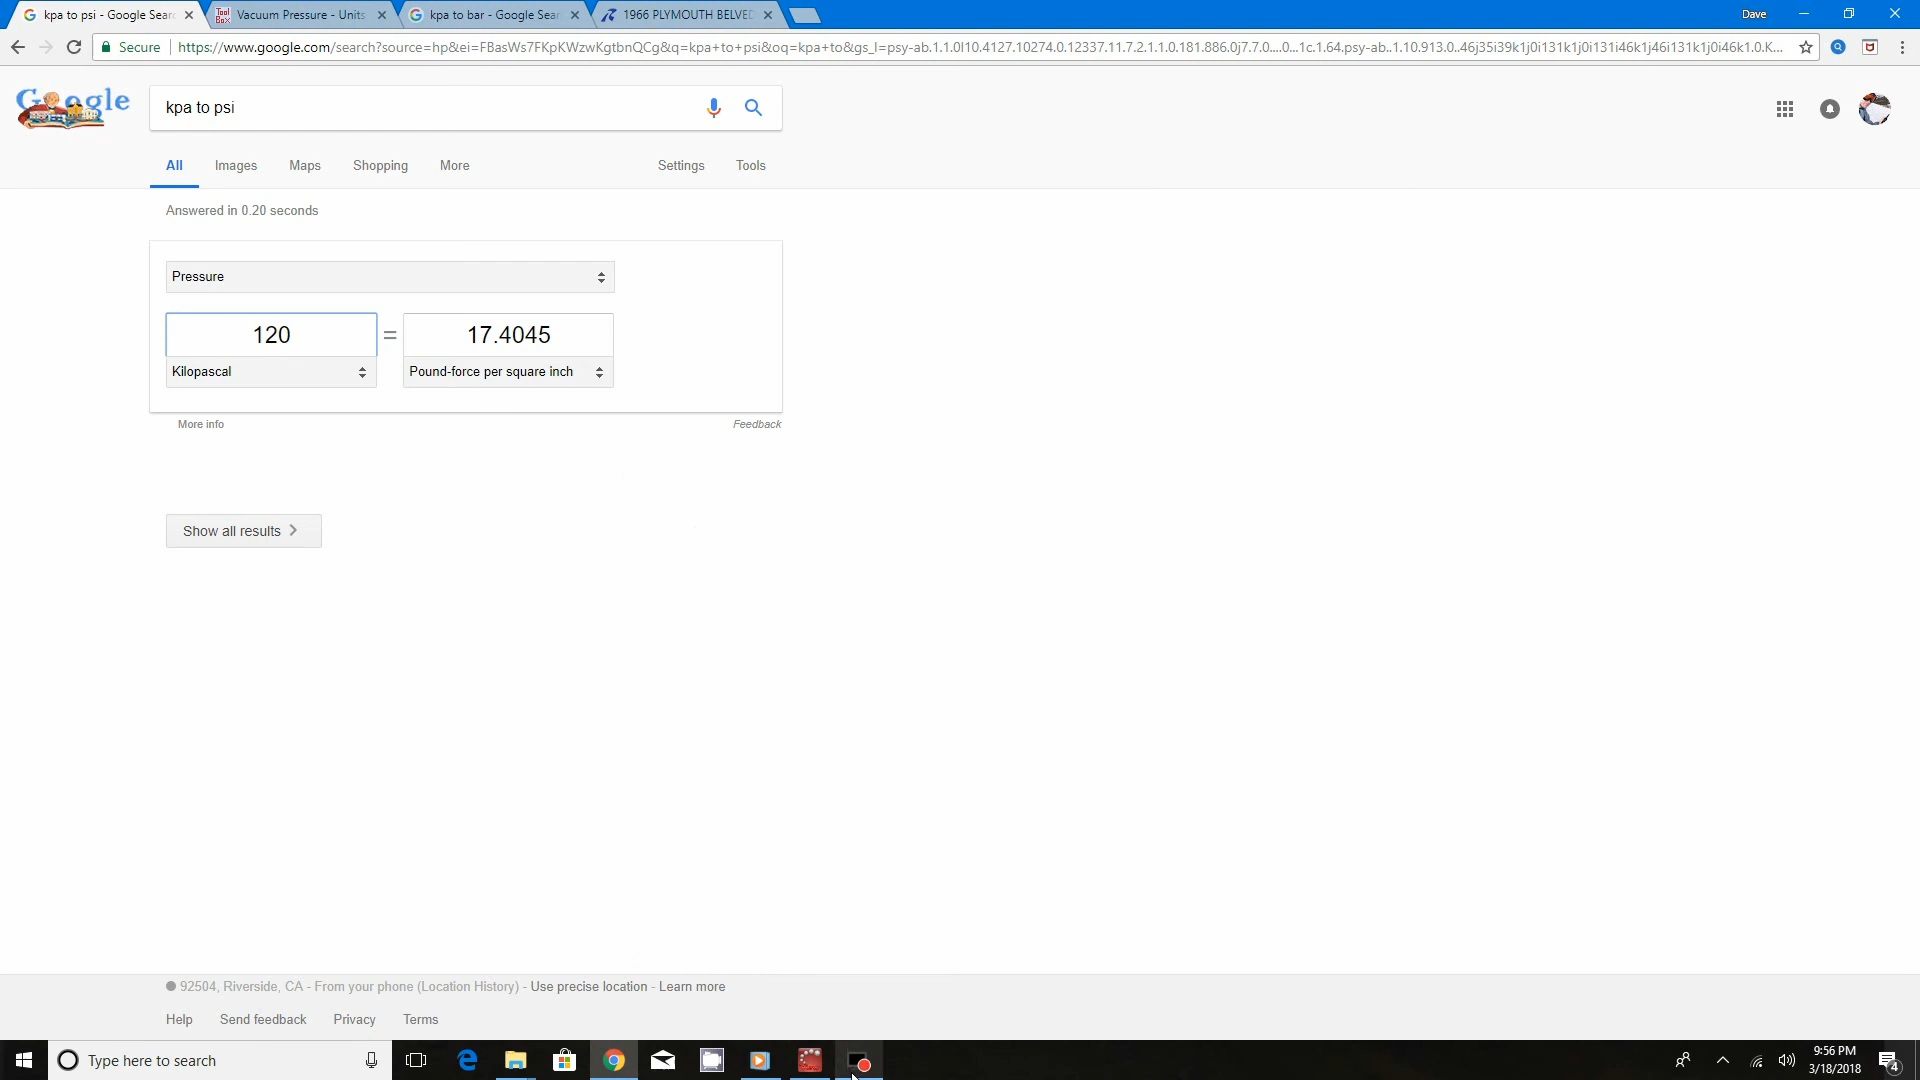 kpa to psi - Google Sear
Vacuum Pressure - Units
kpa to bar - Google Sear
1966 PLYMOUTH BELVED
Dave
Secure
https://www.google.com/search?source=hp&ei=FBasWs7FKpKWzwKgtbnQCg&q=kpa+to+psi&oq=kpa+to&gs_l=psy-ab.1.1.0l10.4127.10274.0.12337.11.7.2.1.1.0.181.886.0j7.7.0....0...1c.1.64.psy-ab..1.10.913.0..46j35i39k1j0i131k1j0i131i46k1j46i131k1j0i46k1.0.K...
Google
kpa to psi
All Images Maps Shopping More Settings Tools
Answered in 0.20 seconds
Pressure
120 = 17.4045
Kilopascal Pound-force per square inch
More info Feedback
Show all results
92504, Riverside, CA - From your phone (Location History) - Use precise location - Learn more
Help Send feedback Privacy Terms
Type here to search
9:56 PM
3/18/2018
4